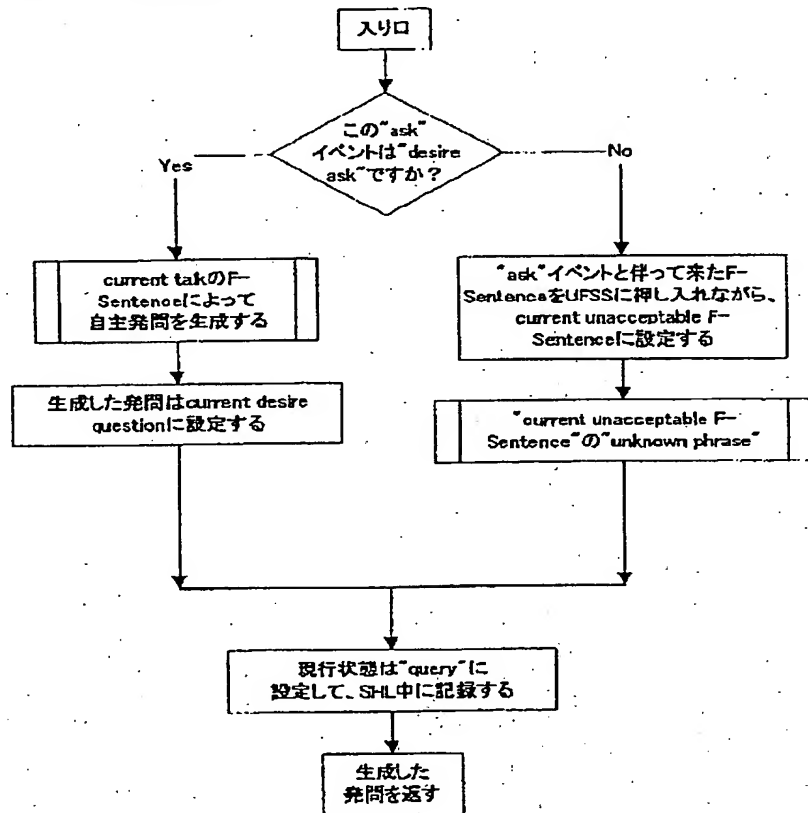 入り口
この"ask"
イベントは"desire
ask"ですか？
Yes
No
current talkのF-
Sentenceによって
自主発問を生成する
生成した発問はcurrent desire
questionに設定する
"ask"イベントと伴って来たF-
SentenceをUFSSに押し入れながら、
current unacceptable F-
Sentenceに設定する
"current unacceptable F-
Sentence"の"unknown phrase"
現行状態は"query"に
設定して、SHL中に記録する
生成した
発問を返す